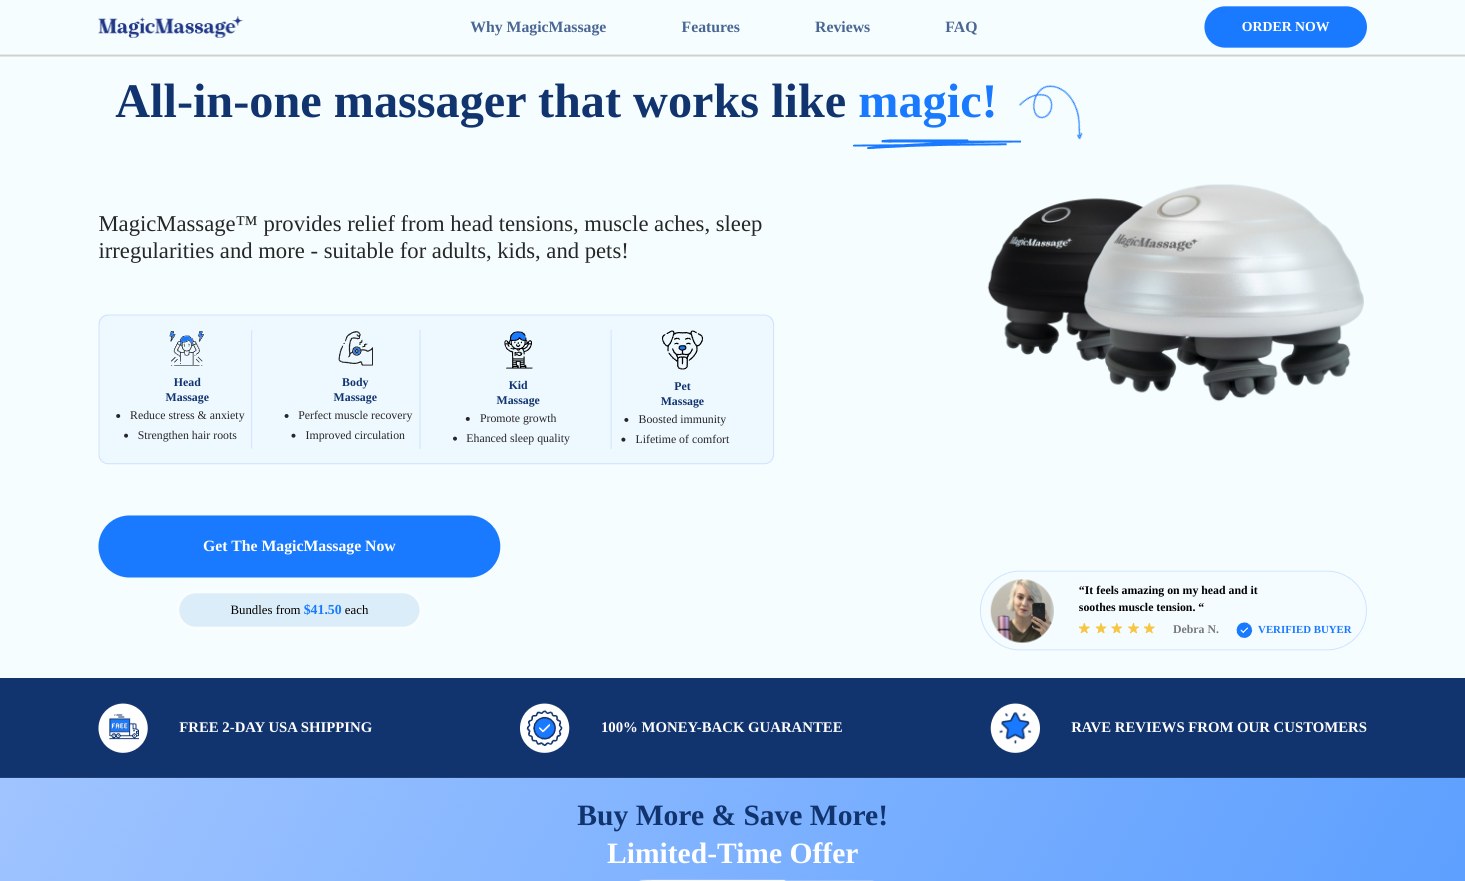 MagicMassage
Why MagicMassage
Features
Reviews
FAQ
ORDER NOW
All-in-one massager that works like magic!
MagicMassage™ provides relief from head tensions, muscle aches, sleep
irregularities and more - suitable for adults, kids, and pets!
MagicMassage
MagicMassage
Head
Massage
• Reduce stress & anxiety
• Strengthen hair roots
Body
Massage
• Perfect muscle recovery
• Improved circulation
Kid
Massage
• Promote growth
• Ehanced sleep quality
Pet
Massage
• Boosted immunity
• Lifetime of comfort
Get The MagicMassage Now
Bundles from $41.50 each
“It feels amazing on my head and it
soothes muscle tension. “
Debra N.
VERIFIED BUYER
FREE
FREE 2-DAY USA SHIPPING
100% MONEY-BACK GUARANTEE
RAVE REVIEWS FROM OUR CUSTOMERS
Buy More & Save More!
Limited-Time Offer